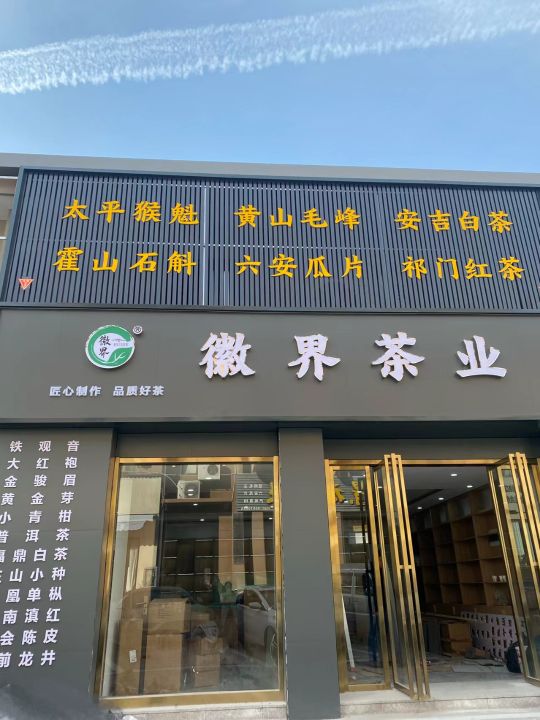 太平猴魁 黄山毛峰 安吉白茶
霍山石斛 六安瓜片 祁门红茶
徽界
®
徽界茶业
匠心制作 品质好茶
铁观音
大红袍
金骏眉
黄金芽
小青柑
普洱茶
福鼎白茶
山小种
凰单枞
南滇红
会陈皮
前龙井